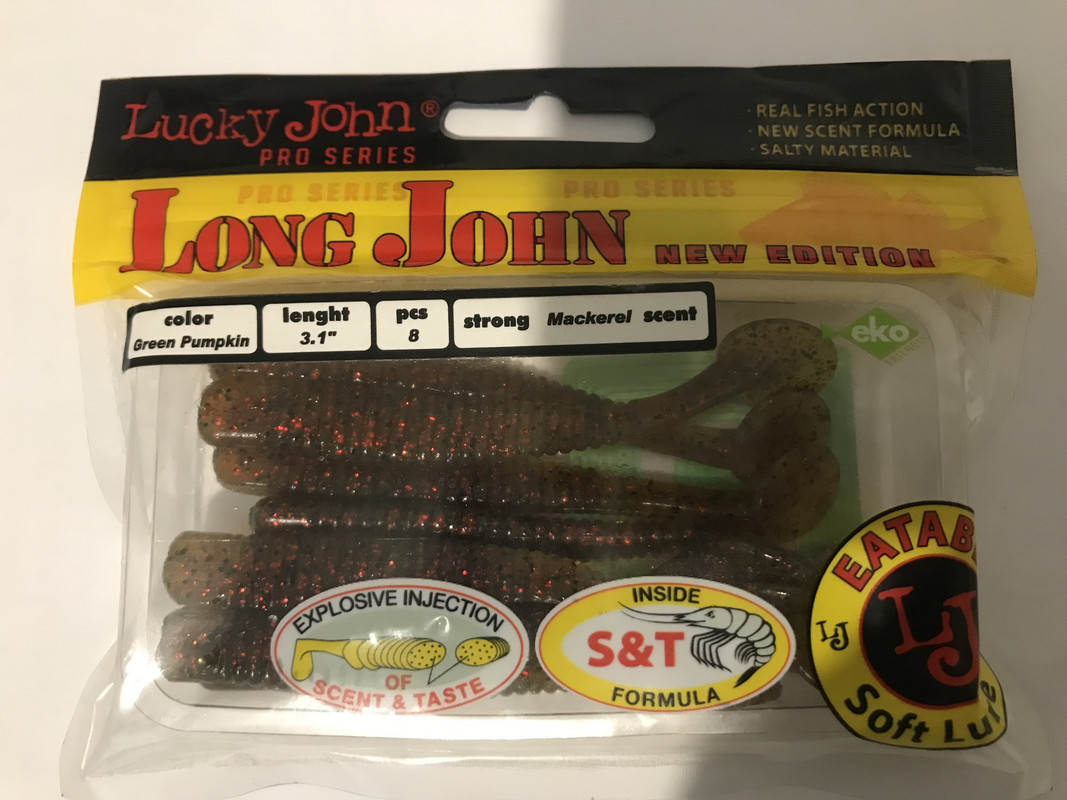 Lucky John®
PRO SERIES
· REAL FISH ACTION
· NEW SCENT FORMULA
· SALTY MATERIAL
PRO SERIES PRO SERIES
LONG JOHN NEW EDITION
color
Green Pumpkin
lenght
3.1"
pcs
8
strong Mackerel scent
eko
EXPLOSIVE INJECTION
OF
SCENT & TASTE
INSIDE
S&T
FORMULA
EATAB
LJ
LJ
Soft Lure